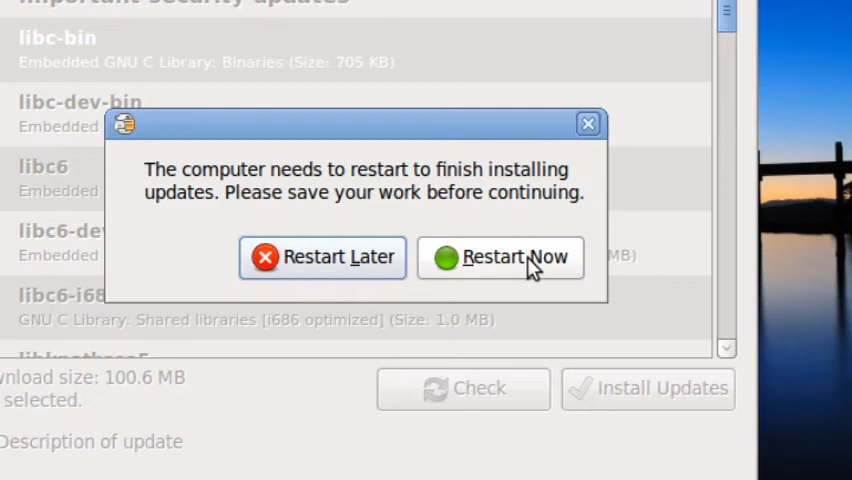 Important security updates
libc-bin
Embedded GNU C Library: Binaries (Size: 705 KB)
libc-dev-bin
Embedded
The computer needs to restart to finish installing
updates. Please save your work before continuing.
libc6
Embedded
Restart Later
Restart Now
libc6-dev
Embedded
MB)
libc6-i68
GNU C Library: Shared libraries [i686 optimized] (Size: 1.0 MB)
libkpathsea5
wnload size: 100.6 MB
selected.
Check
Install Updates
Description of update